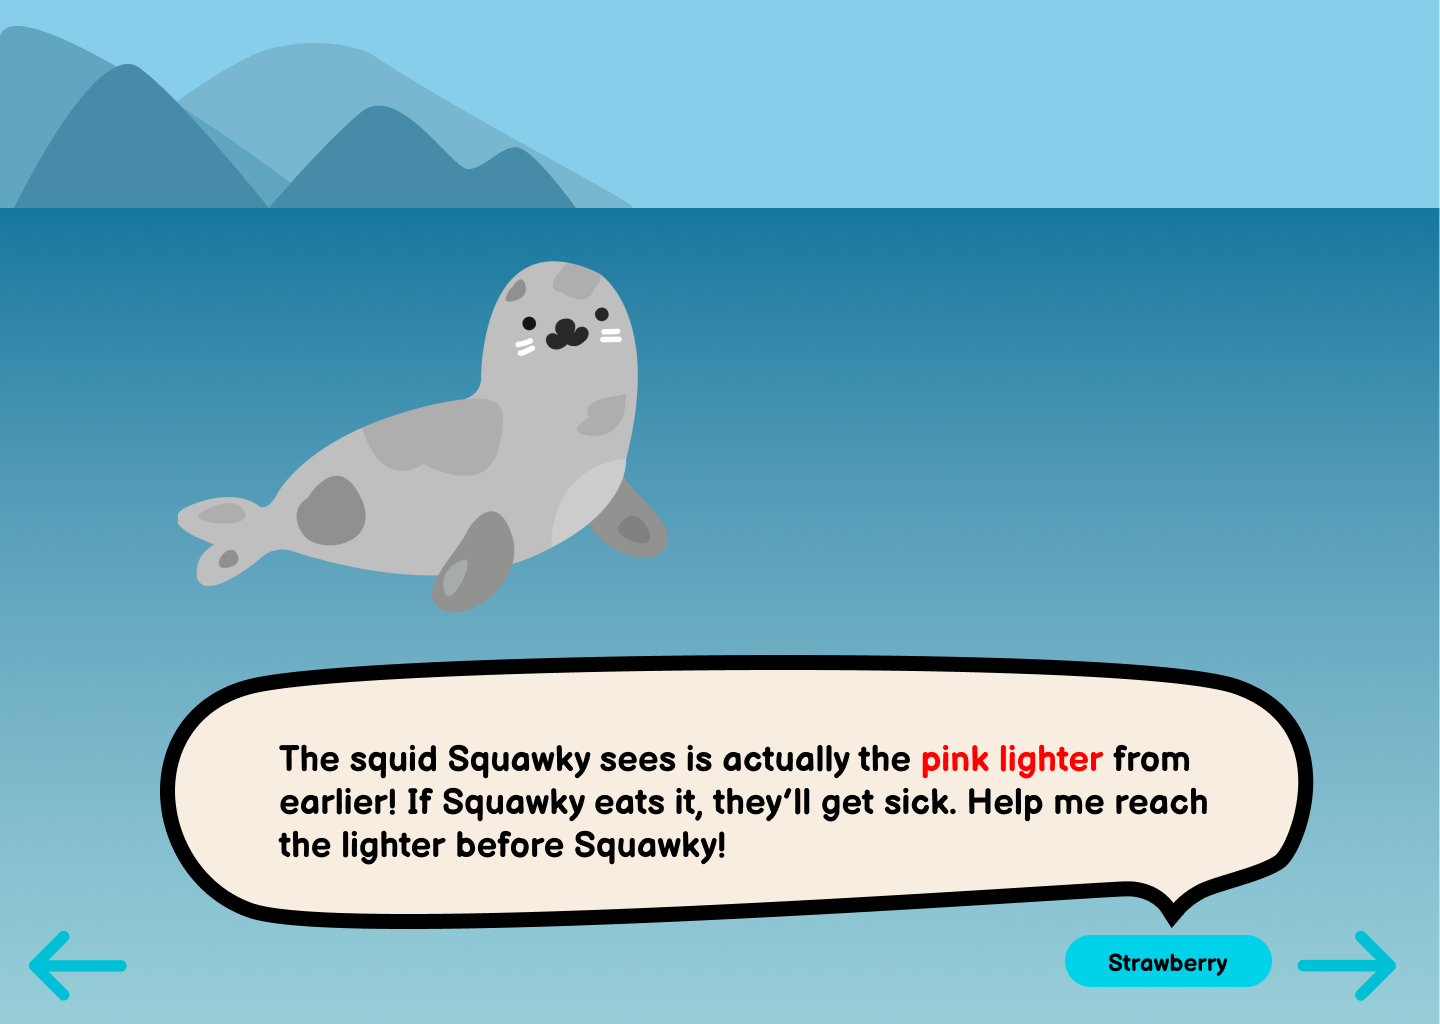 The squid Squawky sees is actually the pink lighter from
earlier! If Squawky eats it, they’ll get sick. Help me reach
the lighter before Squawky!
Strawberry